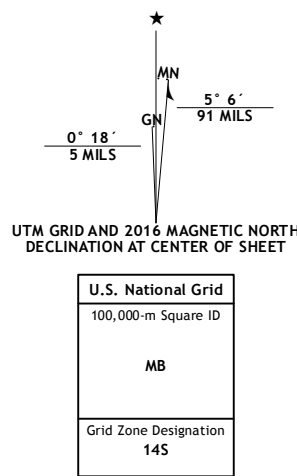 ★
MN
5° 6´
91 MILS
GN
0° 18´
5 MILS
UTM GRID AND 2016 MAGNETIC NORTH
DECLINATION AT CENTER OF SHEET
U.S. National Grid
100,000-m Square ID
MB
Grid Zone Designation
14S